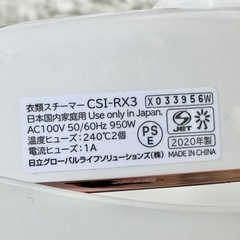 衣類スチーマー CSI-RX3 X033956W
日本国内家庭用 Use only in Japan.
AC100V 50/60Hz 950W
温度ヒューズ：240℃2個
電流ヒューズ：1A
日立グローバルライフソリューションズ(株)
PSE
JET
2020年製
MADE IN CHINA